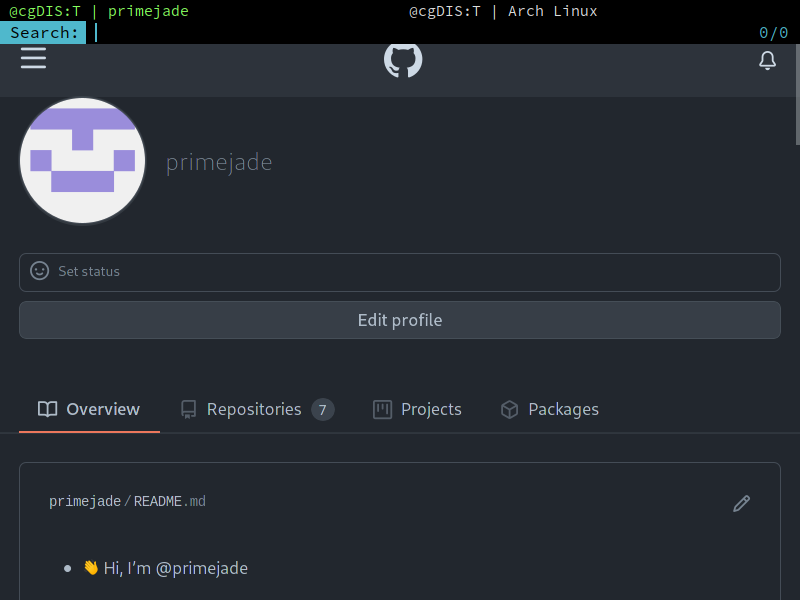 @cgDIS:T | primejade @cgDIS:T | Arch Linux
Search: 0/0
primejade
Set status
Edit profile
Overview Repositories 7 Projects Packages
primejade/README.md
👋 Hi, I’m @primejade